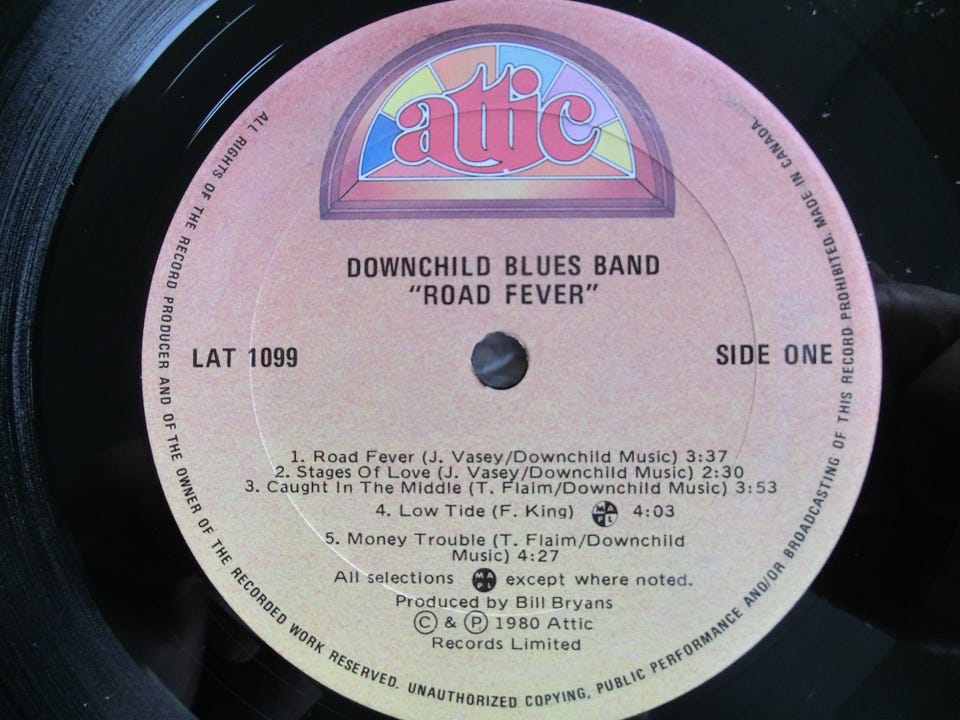 attic
DOWNCHILD BLUES BAND
"ROAD FEVER"
LAT 1099
SIDE ONE
1. Road Fever (J. Vasey/Downchild Music) 3:37
2. Stages Of Love (J. Vasey/Downchild Music) 2:30
3. Caught In The Middle (T. Flaim/Downchild Music) 3:53
4. Low Tide (F. King) MAPL 4:03
5. Money Trouble (T. Flaim/Downchild
Music) 4:27
All selections MAPL except where noted.
Produced by Bill Bryans
© & ℗ 1980 Attic
Records Limited
ALL RIGHTS OF THE RECORD PRODUCER AND OF THE OWNER OF THE RECORDED WORK RESERVED. UNAUTHORIZED COPYING, PUBLIC PERFORMANCE AND/OR BROADCASTING OF THIS RECORD PROHIBITED. MADE IN CANADA